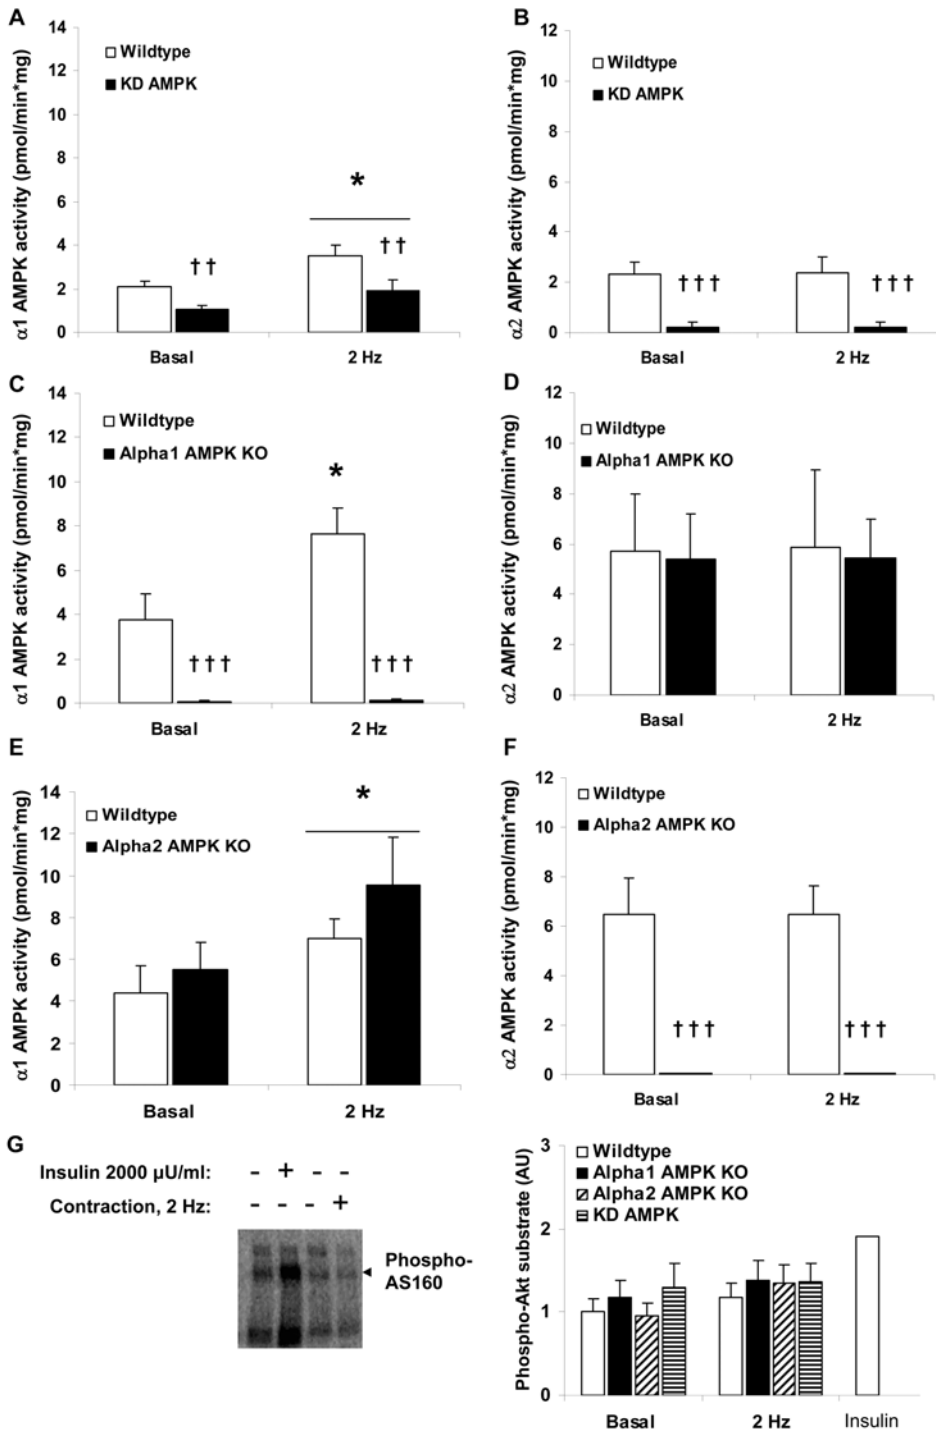 A
α1 AMPK activity (pmol/min*mg)
14
12
10
8
6
4
2
0
Wildtype
KD AMPK
††
*
††
Basal 2 Hz
B
α2 AMPK activity (pmol/min*mg)
12
10
8
6
4
2
0
Wildtype
KD AMPK
†††
†††
Basal 2 Hz
C
α1 AMPK activity (pmol/min*mg)
14
12
10
8
6
4
2
0
Wildtype
Alpha1 AMPK KO
*
†††
†††
Basal 2 Hz
D
α2 AMPK activity (pmol/min*mg)
12
10
8
6
4
2
0
Wildtype
Alpha1 AMPK KO
Basal 2 Hz
E
α1 AMPK activity (pmol/min*mg)
14
12
10
8
6
4
2
0
Wildtype
Alpha2 AMPK KO
*
Basal 2 Hz
F
α2 AMPK activity (pmol/min*mg)
12
10
8
6
4
2
0
Wildtype
Alpha2 AMPK KO
†††
†††
Basal 2 Hz
G
Insulin 2000 µU/ml: - + - -
Contraction, 2 Hz: - - - +
Phospho-
AS160
Phospho-Akt substrate (AU)
3
2
1
0
Wildtype
Alpha1 AMPK KO
Alpha2 AMPK KO
KD AMPK
Basal 2 Hz Insulin